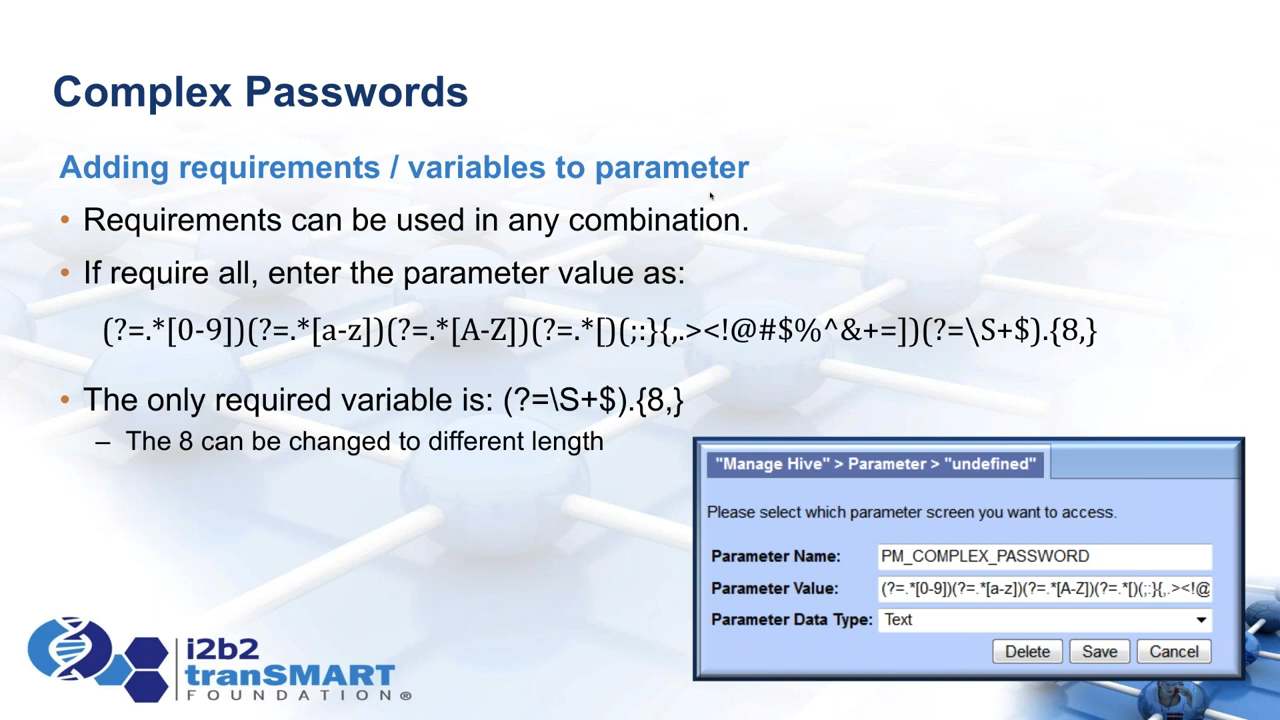 Complex Passwords
Adding requirements / variables to parameter
• Requirements can be used in any combination.
• If require all, enter the parameter value as:
(?=.*[0-9])(?=.*[a-z])(?=.*[A-Z])(?=.*[)(;:}{,.><!@#$%^&+=])(?=\S+$).{8,}
• The only required variable is: (?=\S+$).{8,}
– The 8 can be changed to different length
"Manage Hive" > Parameter > "undefined"
Please select which parameter screen you want to access.
Parameter Name: PM_COMPLEX_PASSWORD
Parameter Value: (?=.*[0-9])(?=.*[a-z])(?=.*[A-Z])(?=.*[)(;:}{,.><!@
Parameter Data Type: Text
Delete Save Cancel
i2b2
tranSMART
FOUNDATION®